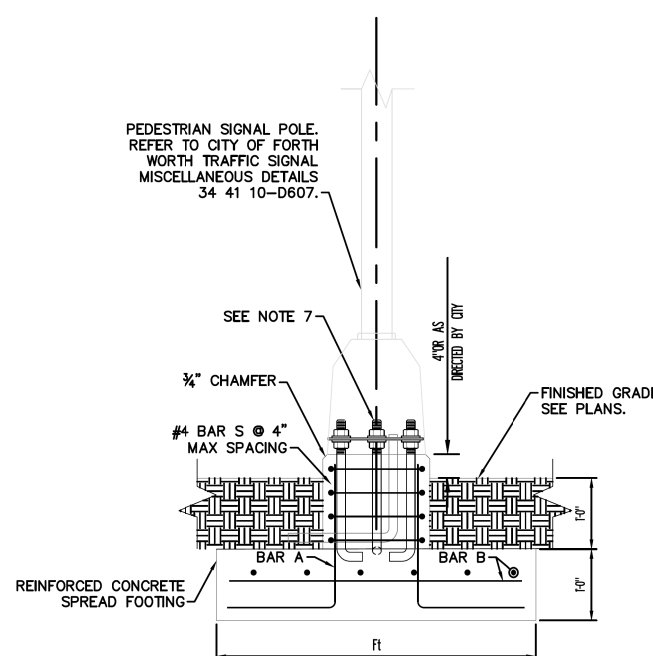 PEDESTRIAN SIGNAL POLE.
REFER TO CITY OF FORTH
WORTH TRAFFIC SIGNAL
MISCELLANEOUS DETAILS
34 41 10-D607.
SEE NOTE 7
4"OR AS
DIRECTED BY CITY
¾" CHAMFER
FINISHED GRADI
SEE PLANS.
#4 BAR S @ 4"
MAX SPACING
1'-0"
BAR A
BAR B
REINFORCED CONCRETE
SPREAD FOOTING
1'-0"
Ft